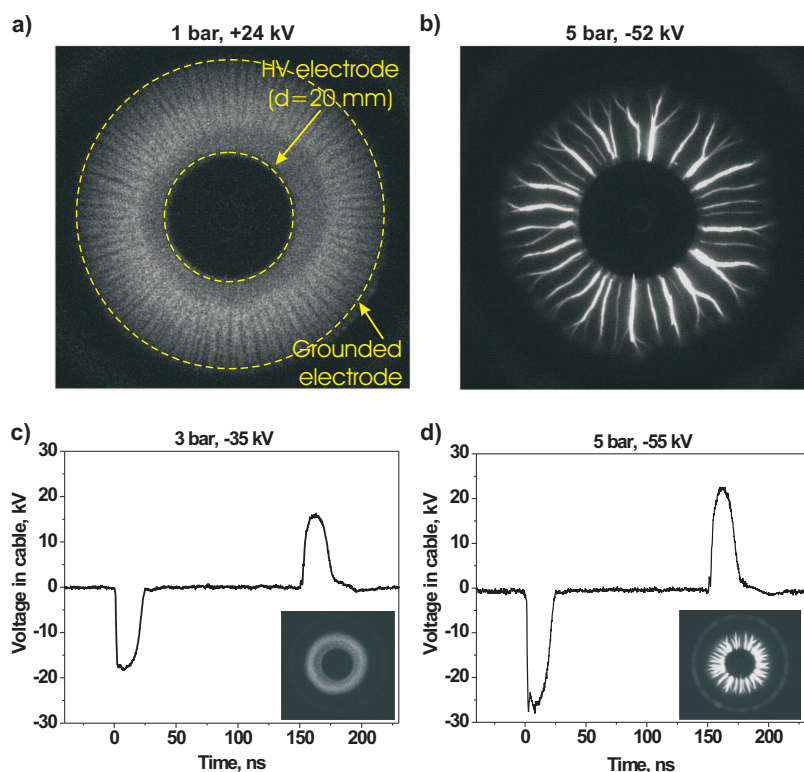 a)
1 bar, +24 kV
HV electrode
(d=20 mm)
Grounded
electrode
b)
5 bar, -52 kV
c)
3 bar, -35 kV
30
20
10
0
-10
-20
-30
Voltage in cable, kV
0
50
100
150
200
Time, ns
d)
5 bar, -55 kV
30
20
10
0
-10
-20
-30
Voltage in cable, kV
0
50
100
150
200
Time, ns